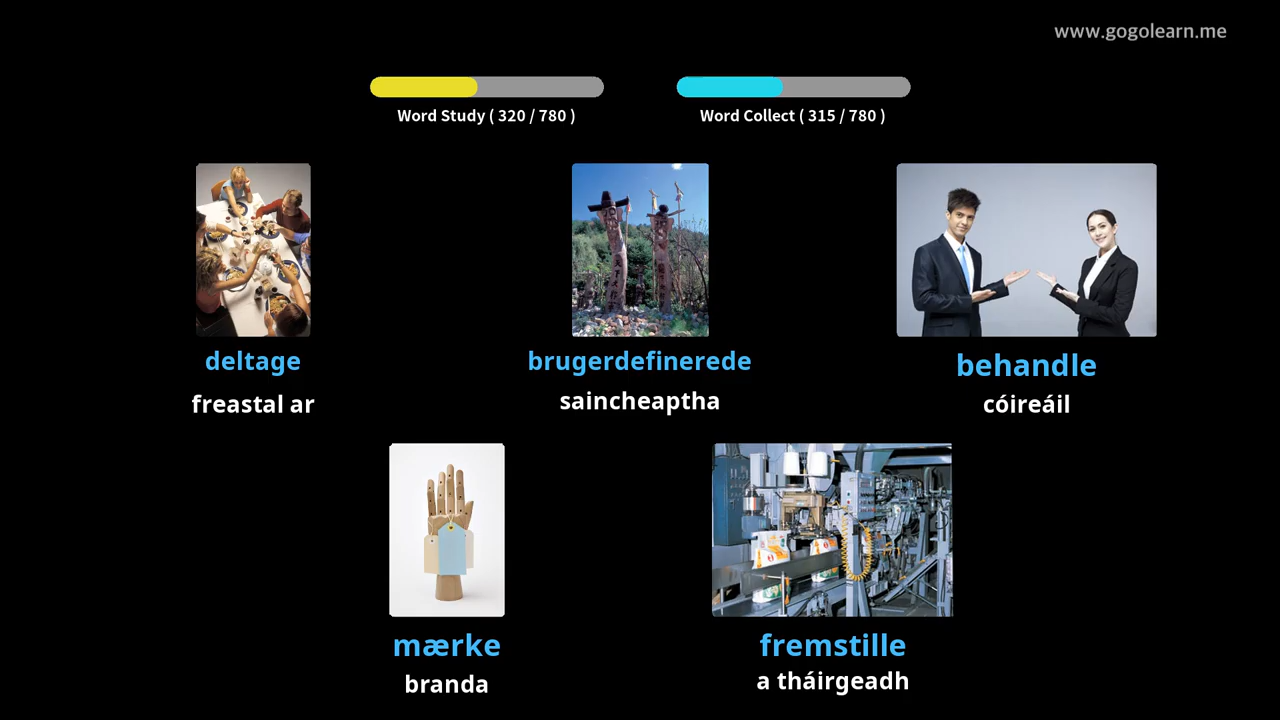 www.gogolearn.me
Word Study ( 320 / 780 )
Word Collect ( 315 / 780 )
deltage
freastal ar
brugerdefinerede
saincheaptha
behandle
cóireáil
mærke
branda
fremstille
a tháirgeadh